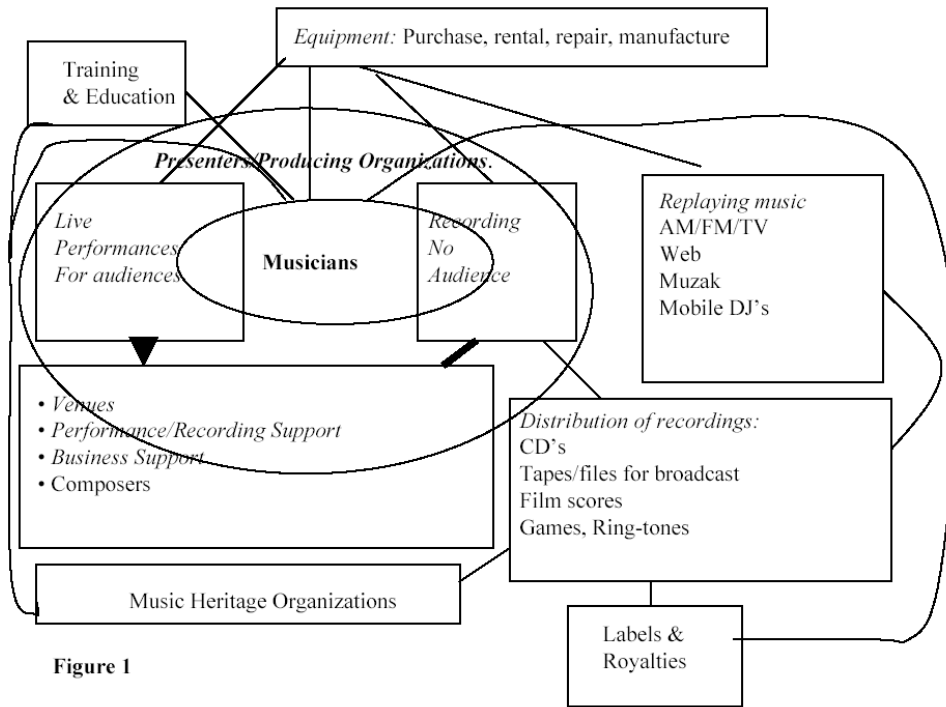 Equipment: Purchase, rental, repair, manufacture
Training
& Education
Presenters/Producing Organizations.
Live
Performances
For audiences
Musicians
Recording
No
Audience
Replaying music
AM/FM/TV
Web
Muzak
Mobile DJ's
• Venues
• Performance/Recording Support
• Business Support
• Composers
Distribution of recordings:
CD's
Tapes/files for broadcast
Film scores
Games, Ring-tones
Music Heritage Organizations
Labels &
Royalties
Figure 1